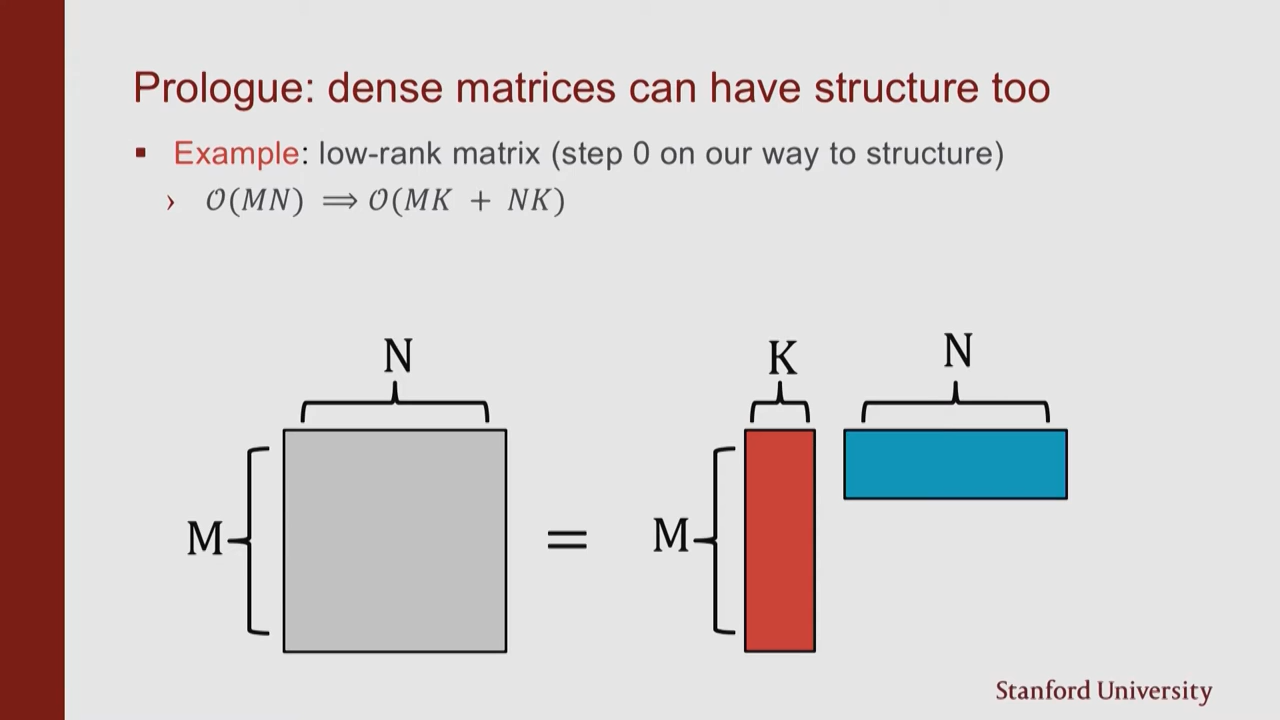 Prologue: dense matrices can have structure too
▪ Example: low-rank matrix (step 0 on our way to structure)
› 𝒪(MN) ⟹ 𝒪(MK + NK)
N
K
N
M
=
M
Stanford University